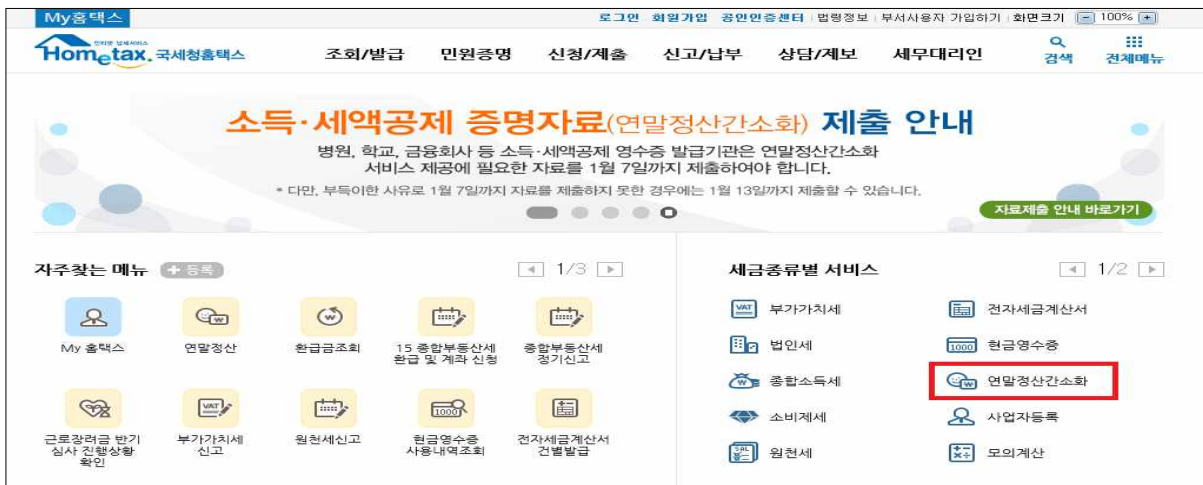 My홈택스
로그인 회원가입 공인인증센터 법령정보 부서사용자 가입하기 화면크기 100%
Hometax. 국세청홈택스
조회/발급 민원증명 신청/제출 신고/납부 상담/제보 세무대리인 검색 전체메뉴
소득·세액공제 증명자료(연말정산간소화) 제출 안내
병원, 학교, 금융회사 등 소득·세액공제 영수증 발급기관은 연말정산간소화
서비스 제공에 필요한 자료를 1월 7일까지 제출하여야 합니다.
* 다만, 부득이한 사유로 1월 7일까지 자료를 제출하지 못한 경우에는 1월 13일까지 제출할 수 있습니다.
자료제출 안내 바로가기
자주찾는 메뉴 + 등록 1/3
My 홈택스
연말정산
환급금조회
15 종합부동산세
환급 및 계좌 신청
종합부동산세
정기신고
근로장려금 반기
심사 진행상황
확인
VAT
부가가치세
신고
원천세신고
1000
현금영수증
사용내역조회
전자세금계산서
건별발급
세금종류별 서비스 1/2
VAT 부가가치세
전자세금계산서
법인세
1000 현금영수증
종합소득세
연말정산간소화
소비제세
사업자등록
SAL 원천세
모의계산